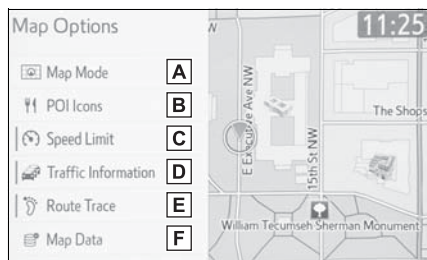 Map Options
11:25
Map Mode A
POI Icons B
Speed Limit C
Traffic Information D
Route Trace E
Map Data F
E Executive Ave NW
15th St NW
The Shops
William Tecumseh Sherman Monument